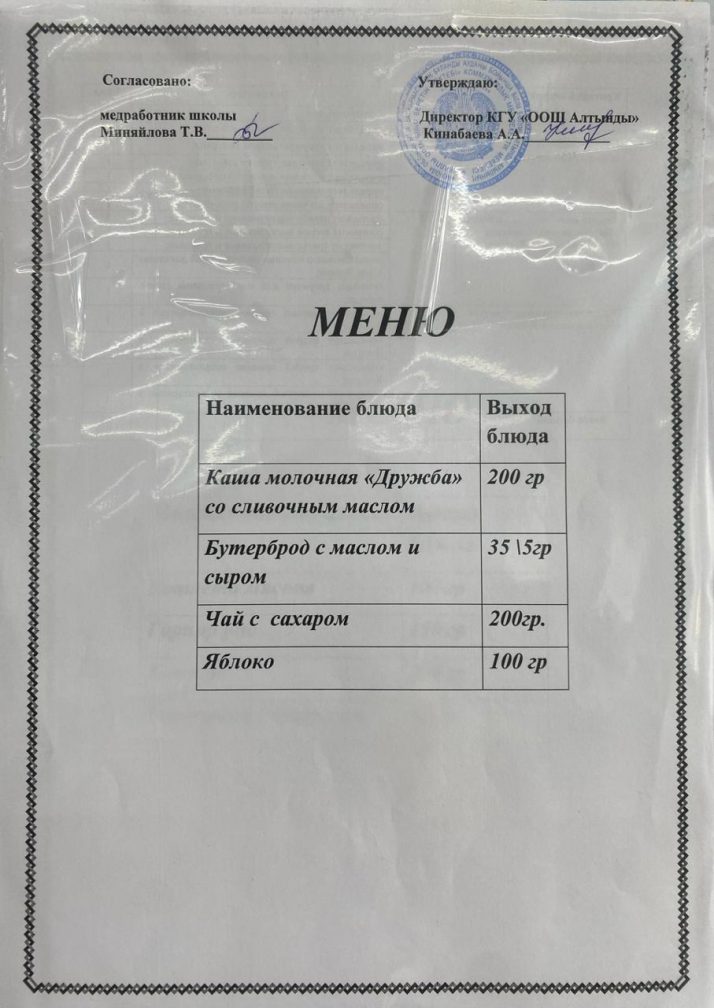 Согласовано:
Утверждаю:
медработник школы
Директор КГУ «ООШ Алтынды»
Миняйлова Т.В.
Кинабаева А.А.
МЕНЮ
Наименование блюда
Выход
блюда
Каша молочная «Дружба»
200 гр
со сливочным маслом
Бутерброд с маслом и
35 \5гр
сыром
Чай с сахаром
200гр.
Яблоко
100 гр